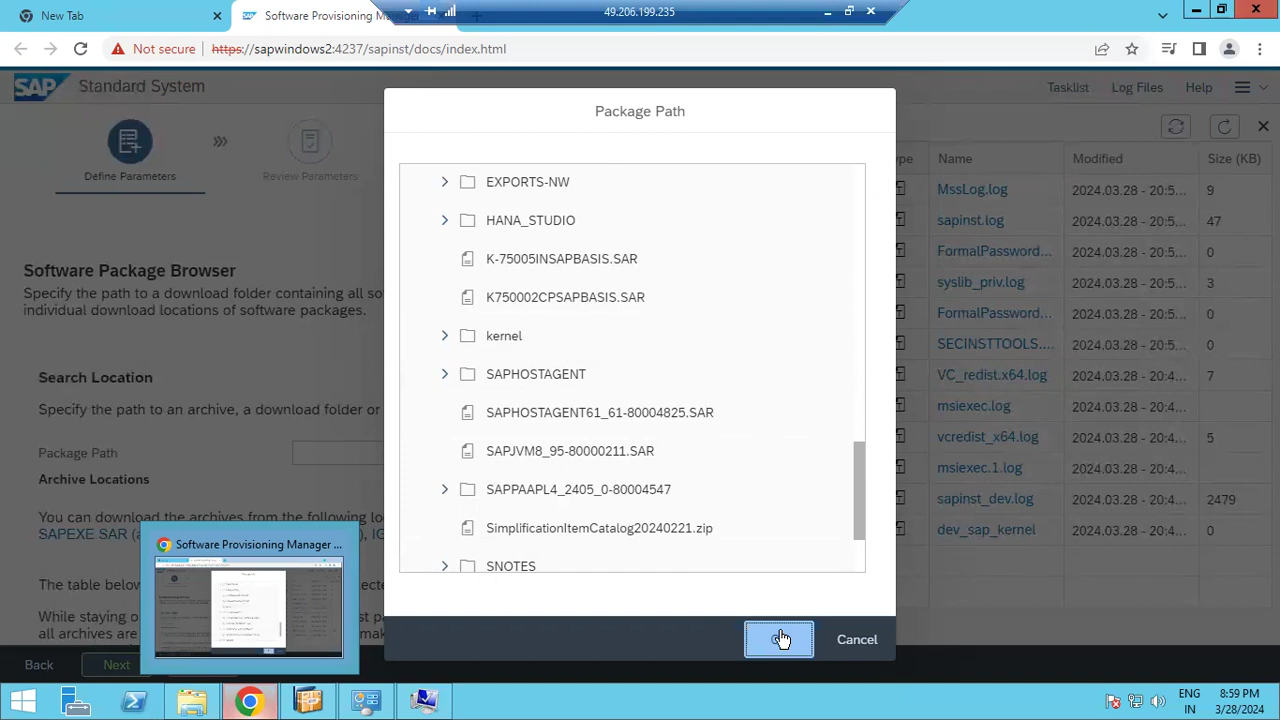 49.206.199.235
New Tab
Software Provisioning Manager
Not secure
https://sapwindows2:4237/sapinst/docs/index.html
SAP
Standard System
Tasklist
Log Files
Help
Define Parameters
Review Parameters
Software Package Browser
Specify the path to a download folder containing all
individual download locations of software packages.
Search Location
Specify the path to an archive, a download folder or
Package Path
Archive Locations
You can download the archives from the following
SAPEXE SAR
The table below
While staying
all archives are
Back
Next
Package Path
EXPORTS-NW
HANA_STUDIO
K-75005INSAPBASIS.SAR
K750002CPSAPBASIS.SAR
kernel
SAPHOSTAGENT
SAPHOSTAGENT61_61-80004825.SAR
SAPJVM8_95-80000211.SAR
SAPPAAPL4_2405_0-80004547
SimplificationItemCatalog20240221.zip
SNOTES
Cancel
Name Modified Size (KB)
MssLog.log 2024.03.28 - 20:5... 9
sapinst.log 2024.03.28 - 20:5... 47
FormalPassword... 2024.03.28 - 20:5... 0
syslib_priv.log 2024.03.28 - 20:5... 3
FormalPassword... 2024.03.28 - 20:5... 0
SECINSTTOOLS.... 2024.03.28 - 20:5... 0
VC_redist.x64.log 2024.03.28 - 20:4... 7
msiexec.log 2024.03.28 - 20:4...
vcredist_x64.log 2024.03.28 - 20:4... 5
msiexec.1.log 2024.03.28 - 20:4...
sapinst_dev.log 2024.03.28 - 20:5... 2479
dev_sap_kernel 2024.03.28 - 20:5... 0
Software Provisioning Manager ...
ENG
IN
8:59 PM
3/28/2024